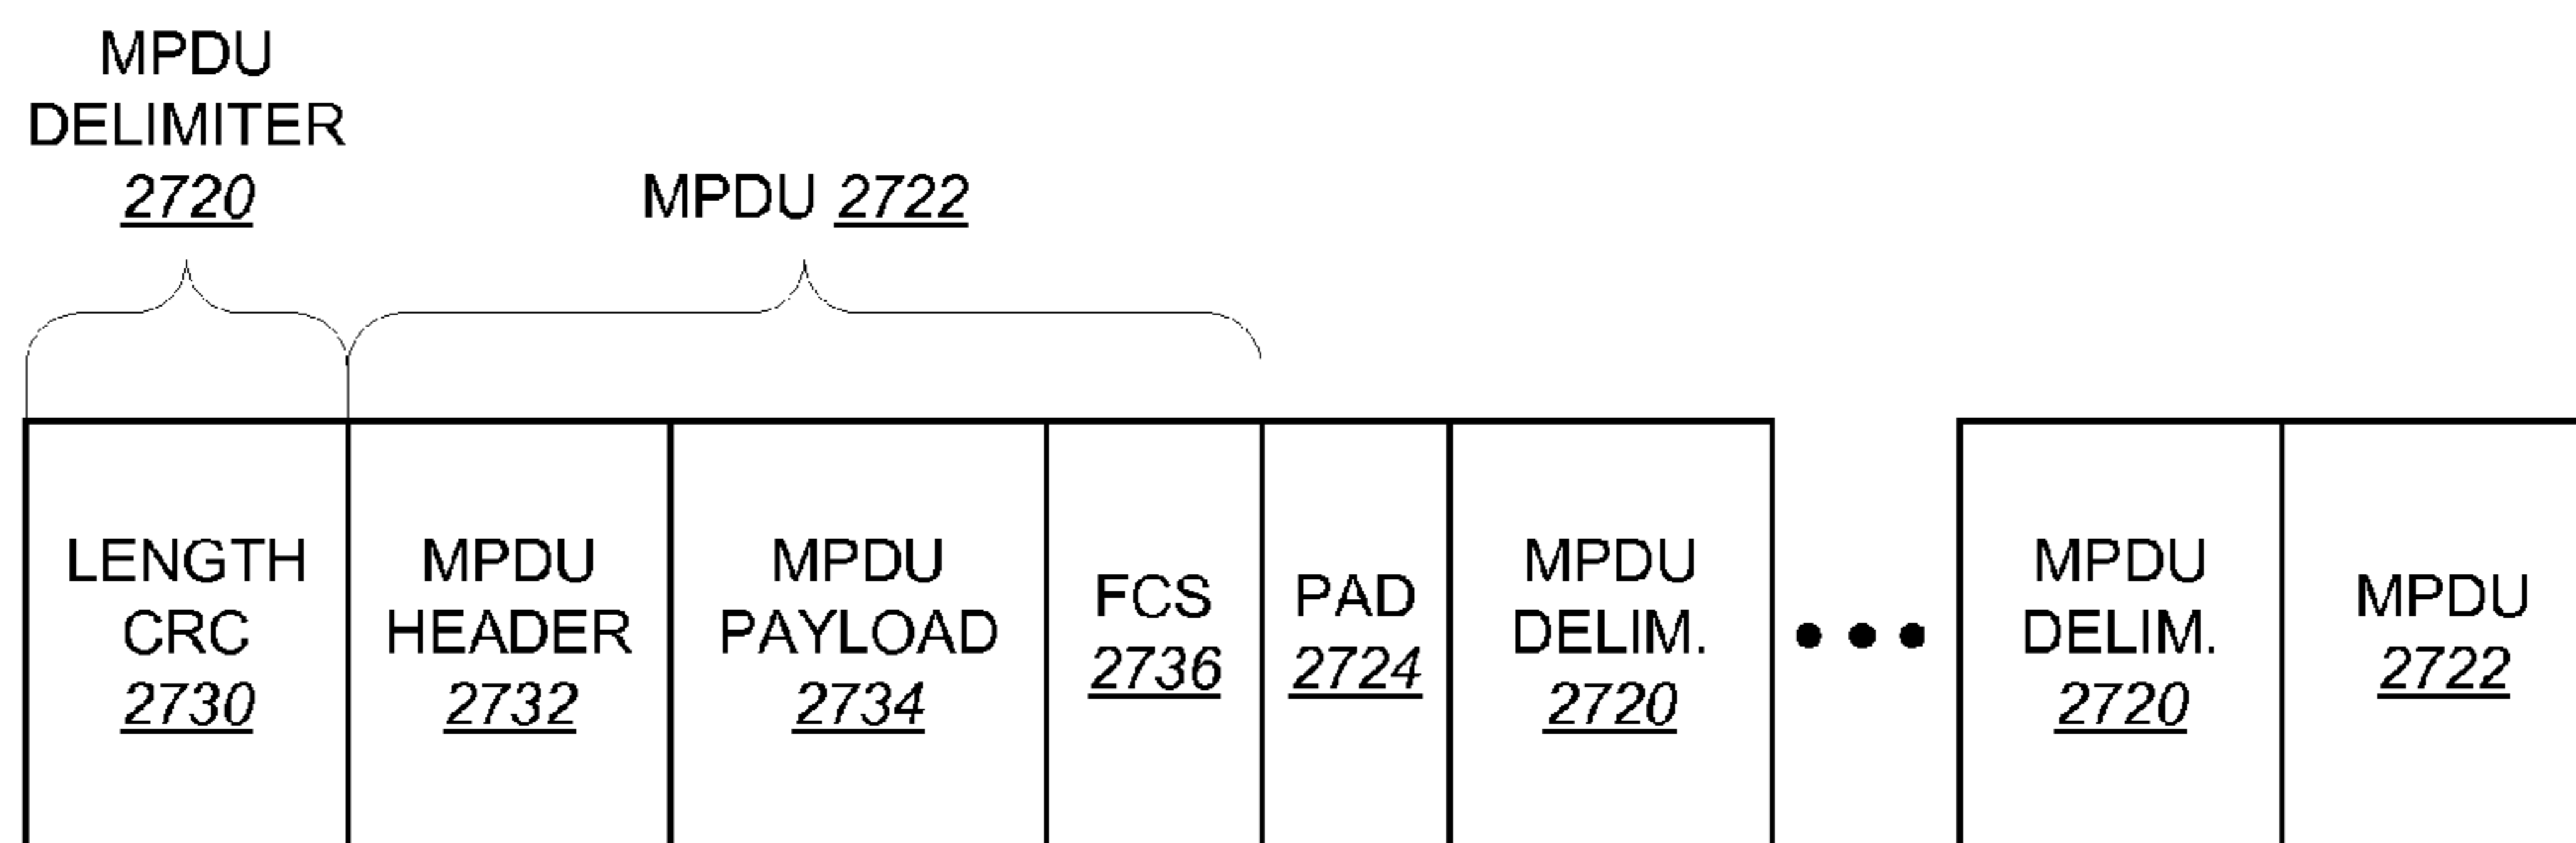 MPDU
DELIMITER
2720
MPDU 2722
LENGTH
CRC
2730
MPDU
HEADER
2732
MPDU
PAYLOAD
2734
FCS
2736
PAD
2724
MPDU
DELIM.
2720
MPDU
DELIM.
2720
MPDU
2722